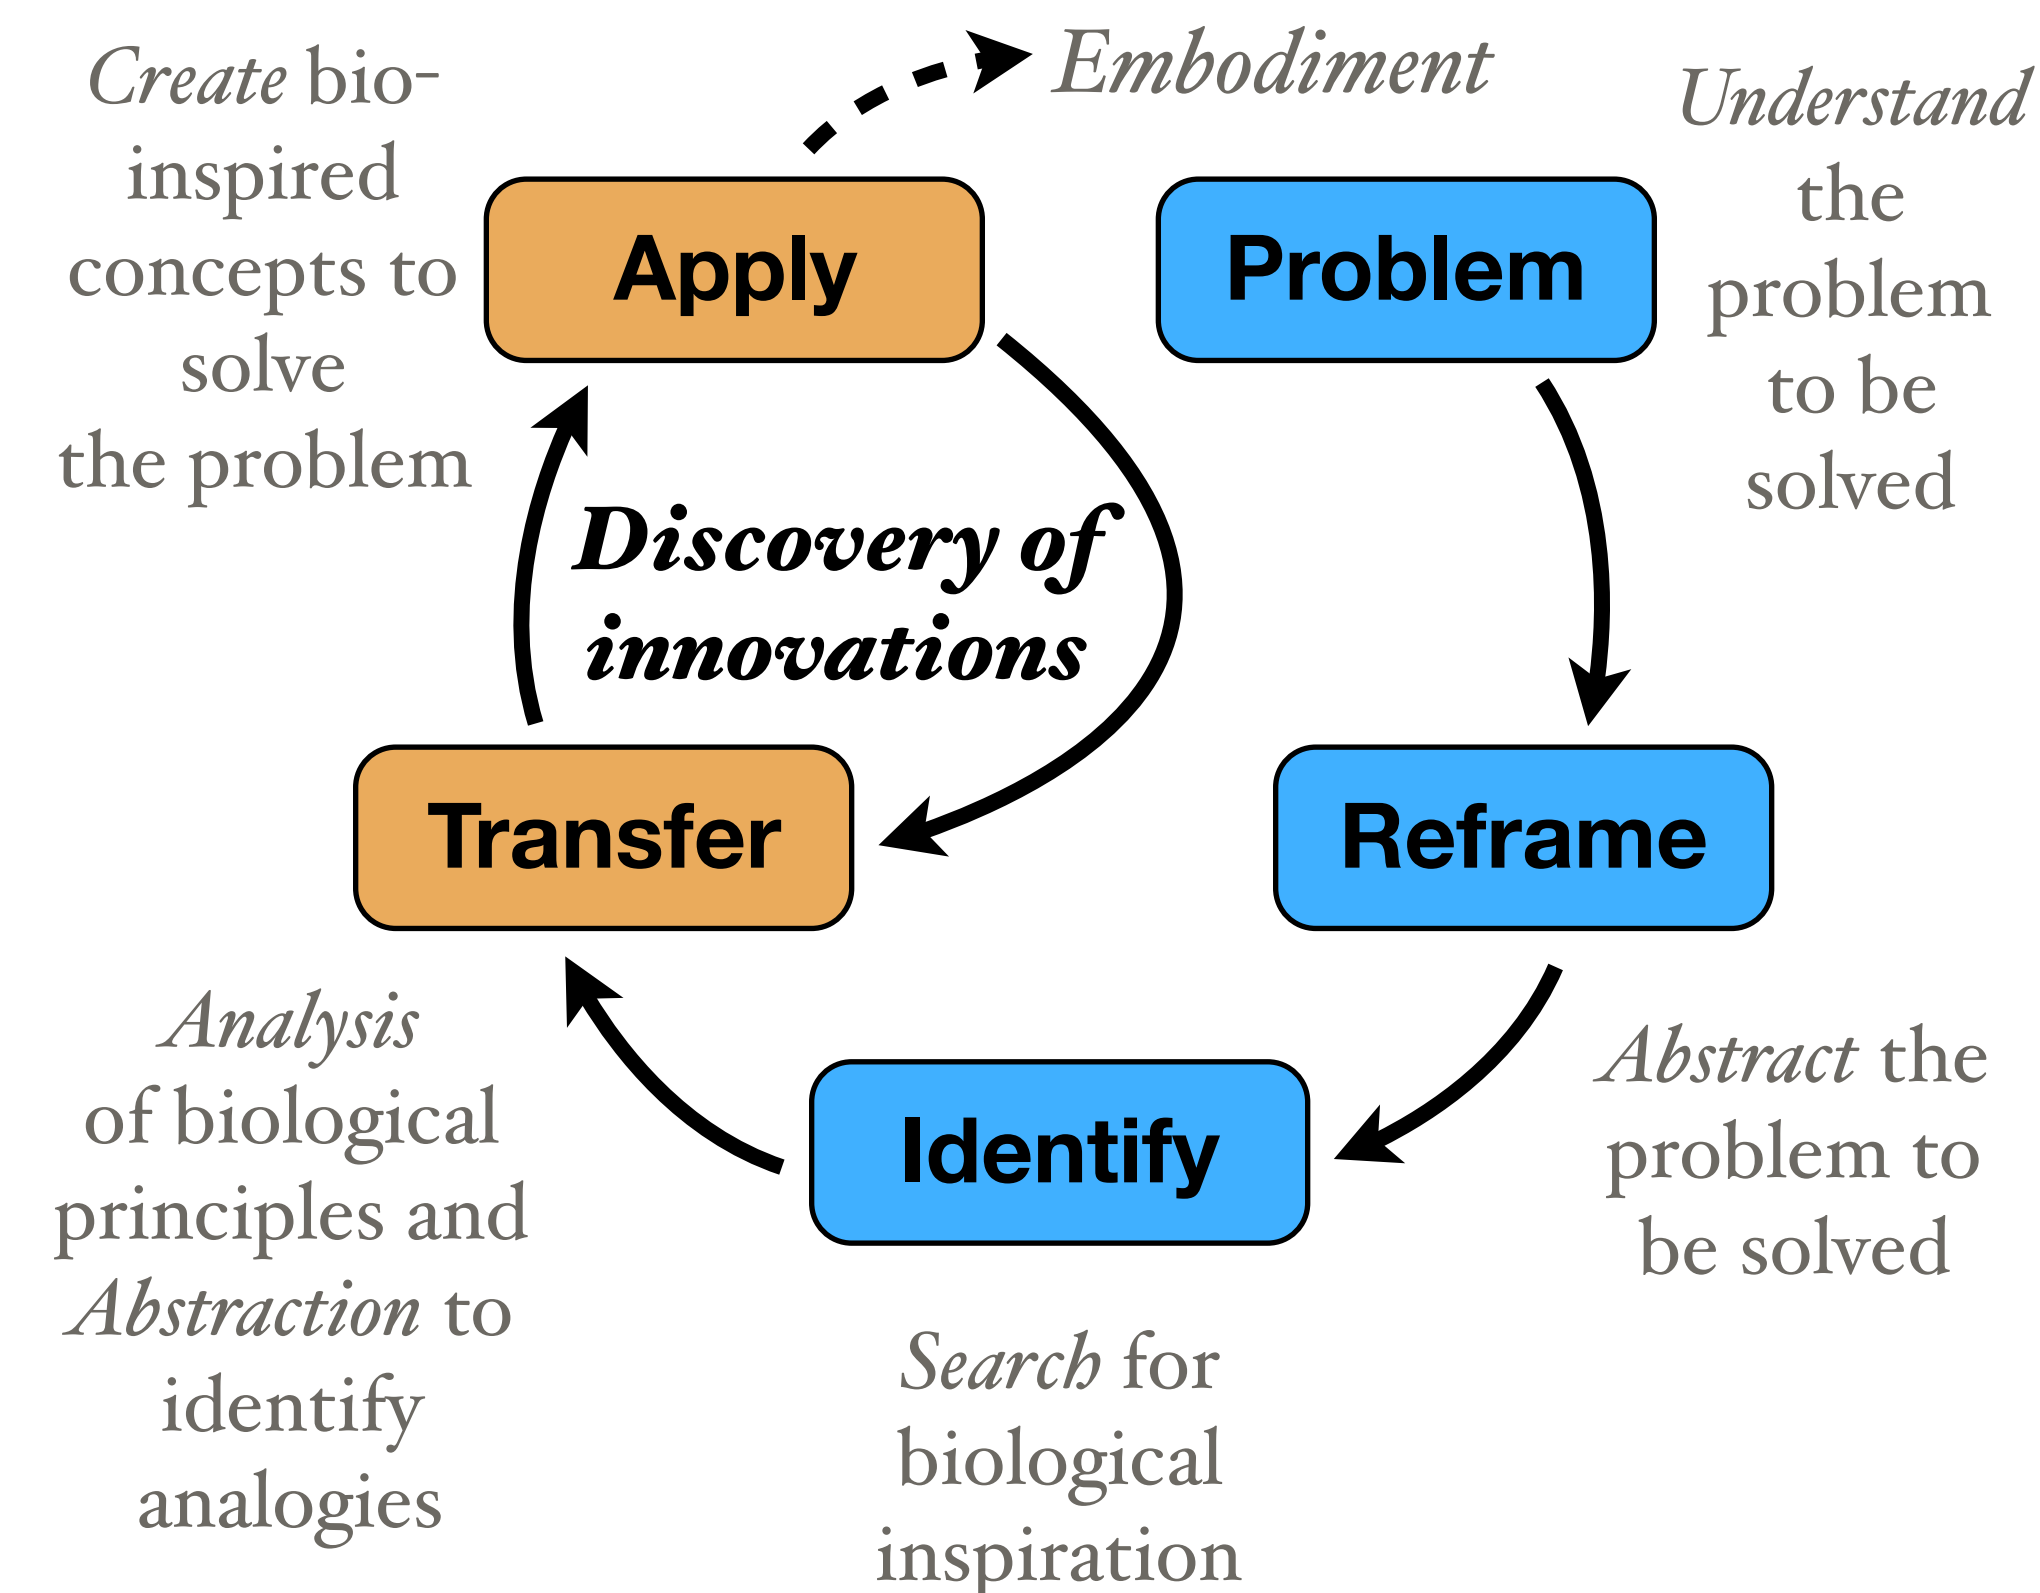 Embodiment
Create bio-
inspired
concepts to
solve
the problem
Apply
Problem
Understand
the
problem
to be
solved
Discovery of
innovations
Transfer
Reframe
Analysis
of biological
principles and
Abstraction to
identify
analogies
Identify
Abstract the
problem to
be solved
Search for
biological
inspiration